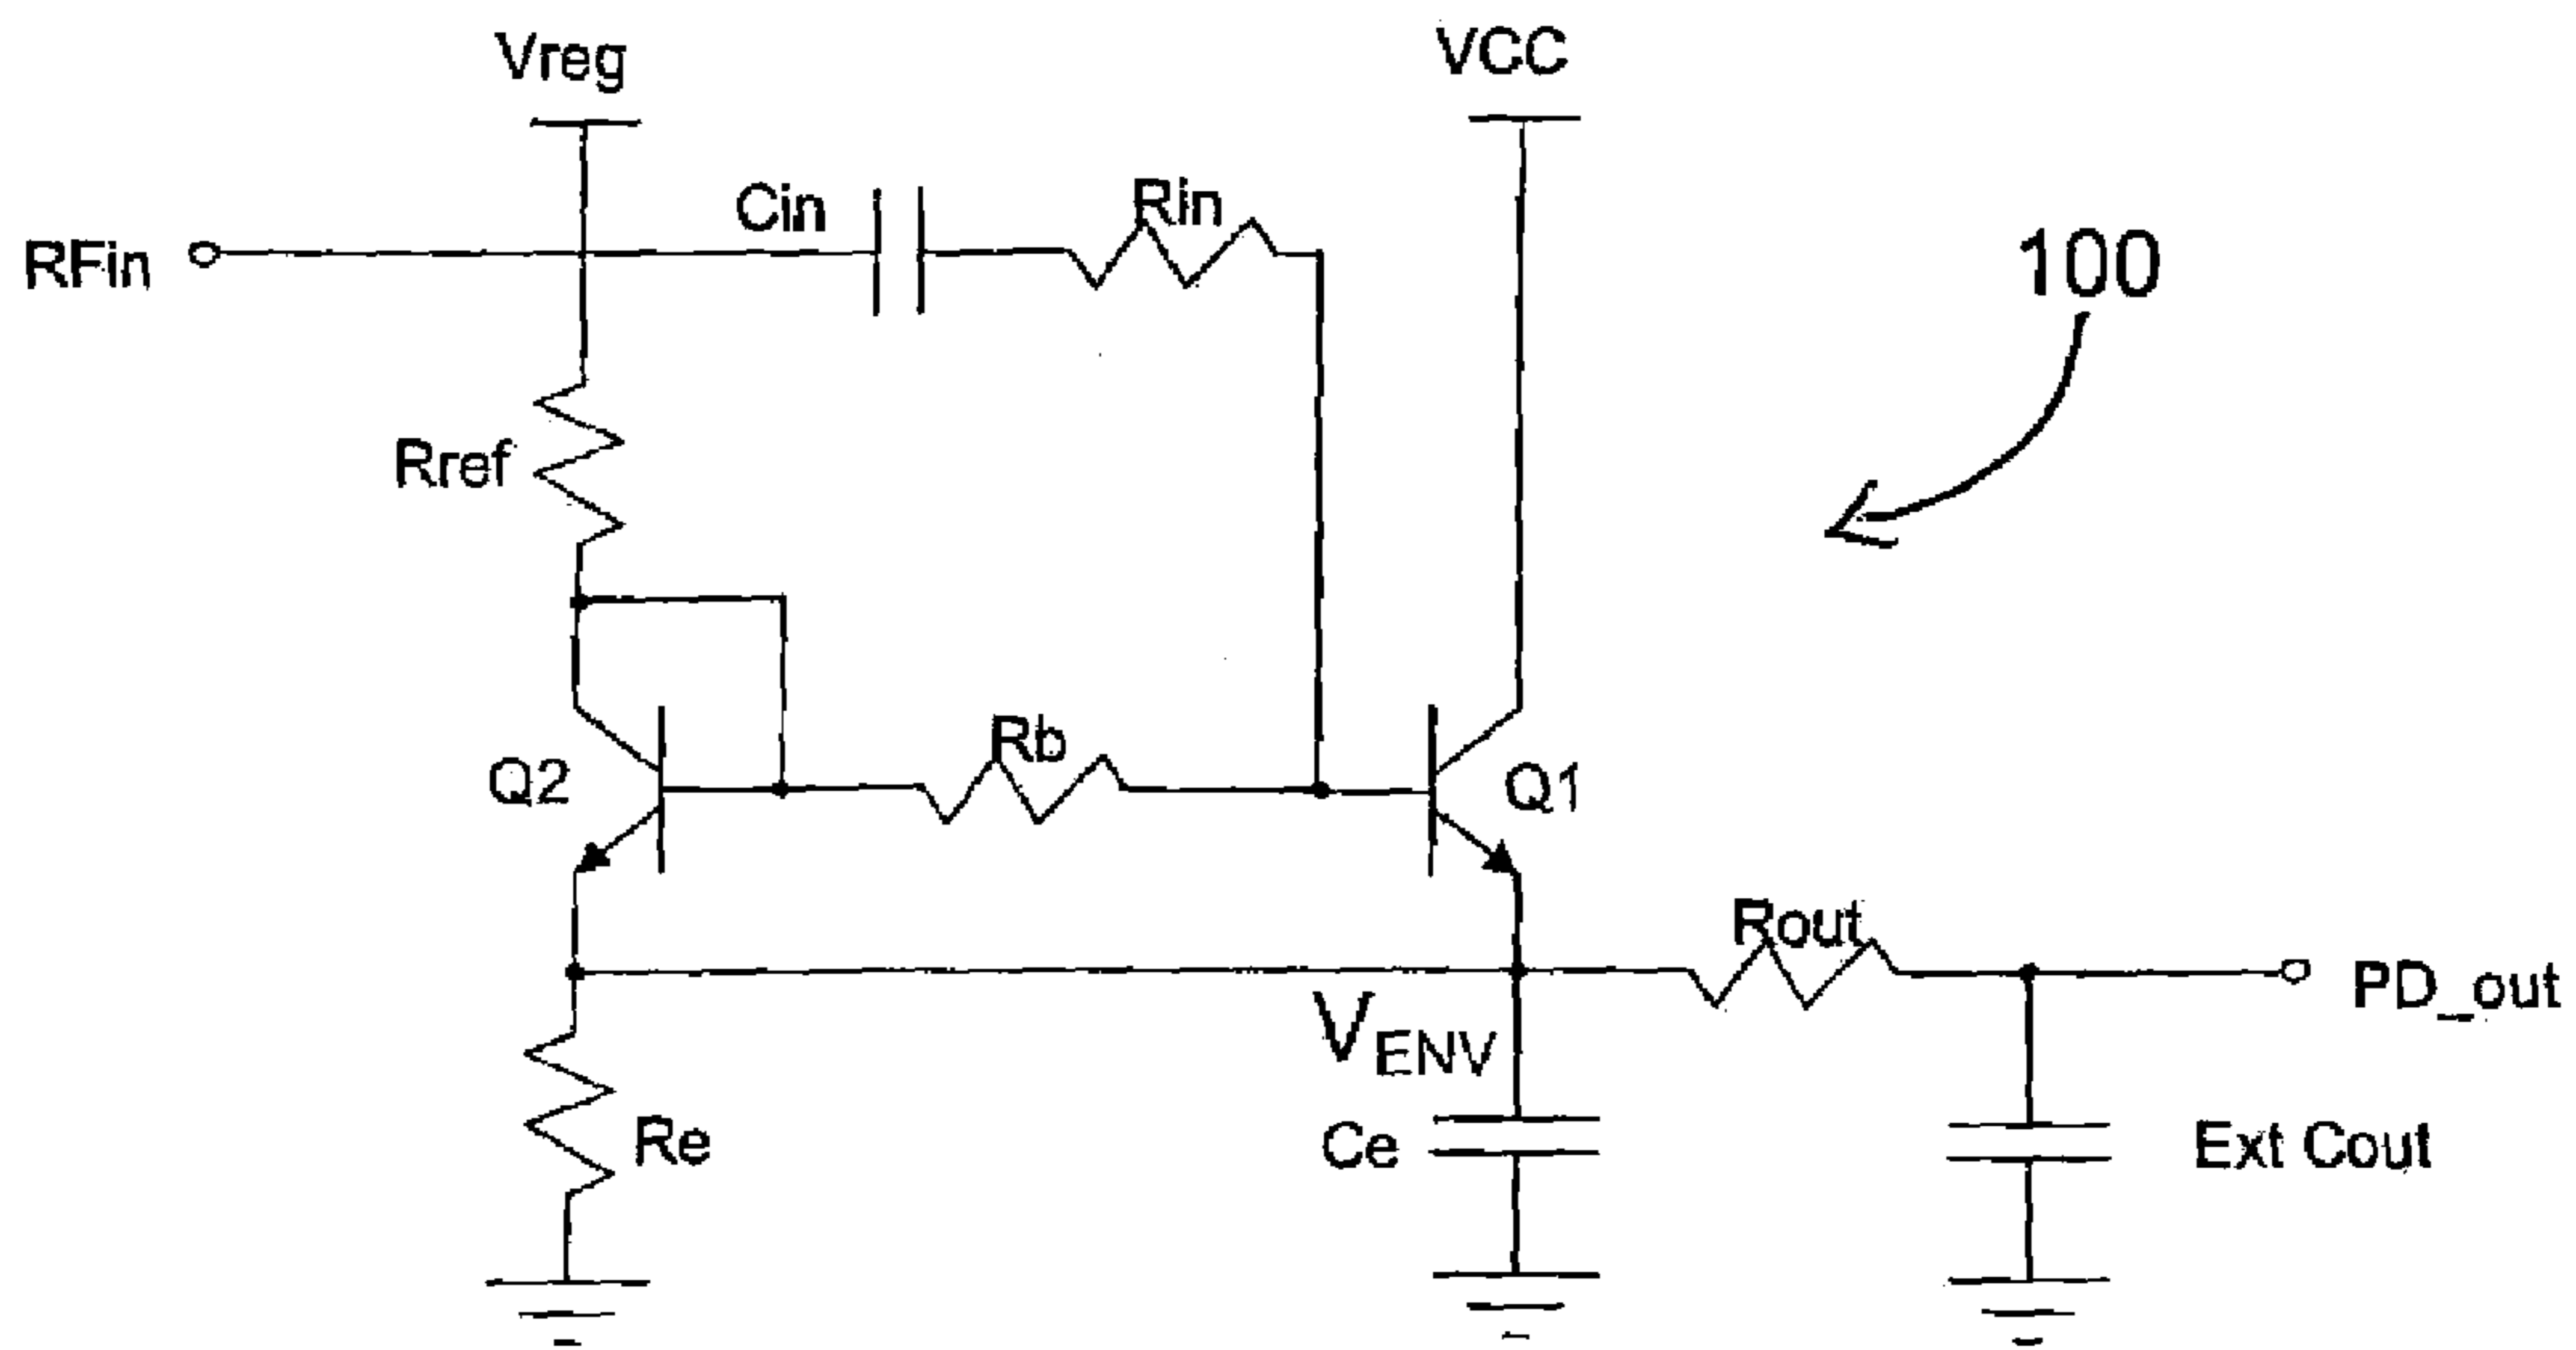 Vreg
VCC
Cin
Rin
RFin
100
Rref
Rb
Q2
Q1
Rout
PD_out
VENV
Re
Ce
Ext Cout